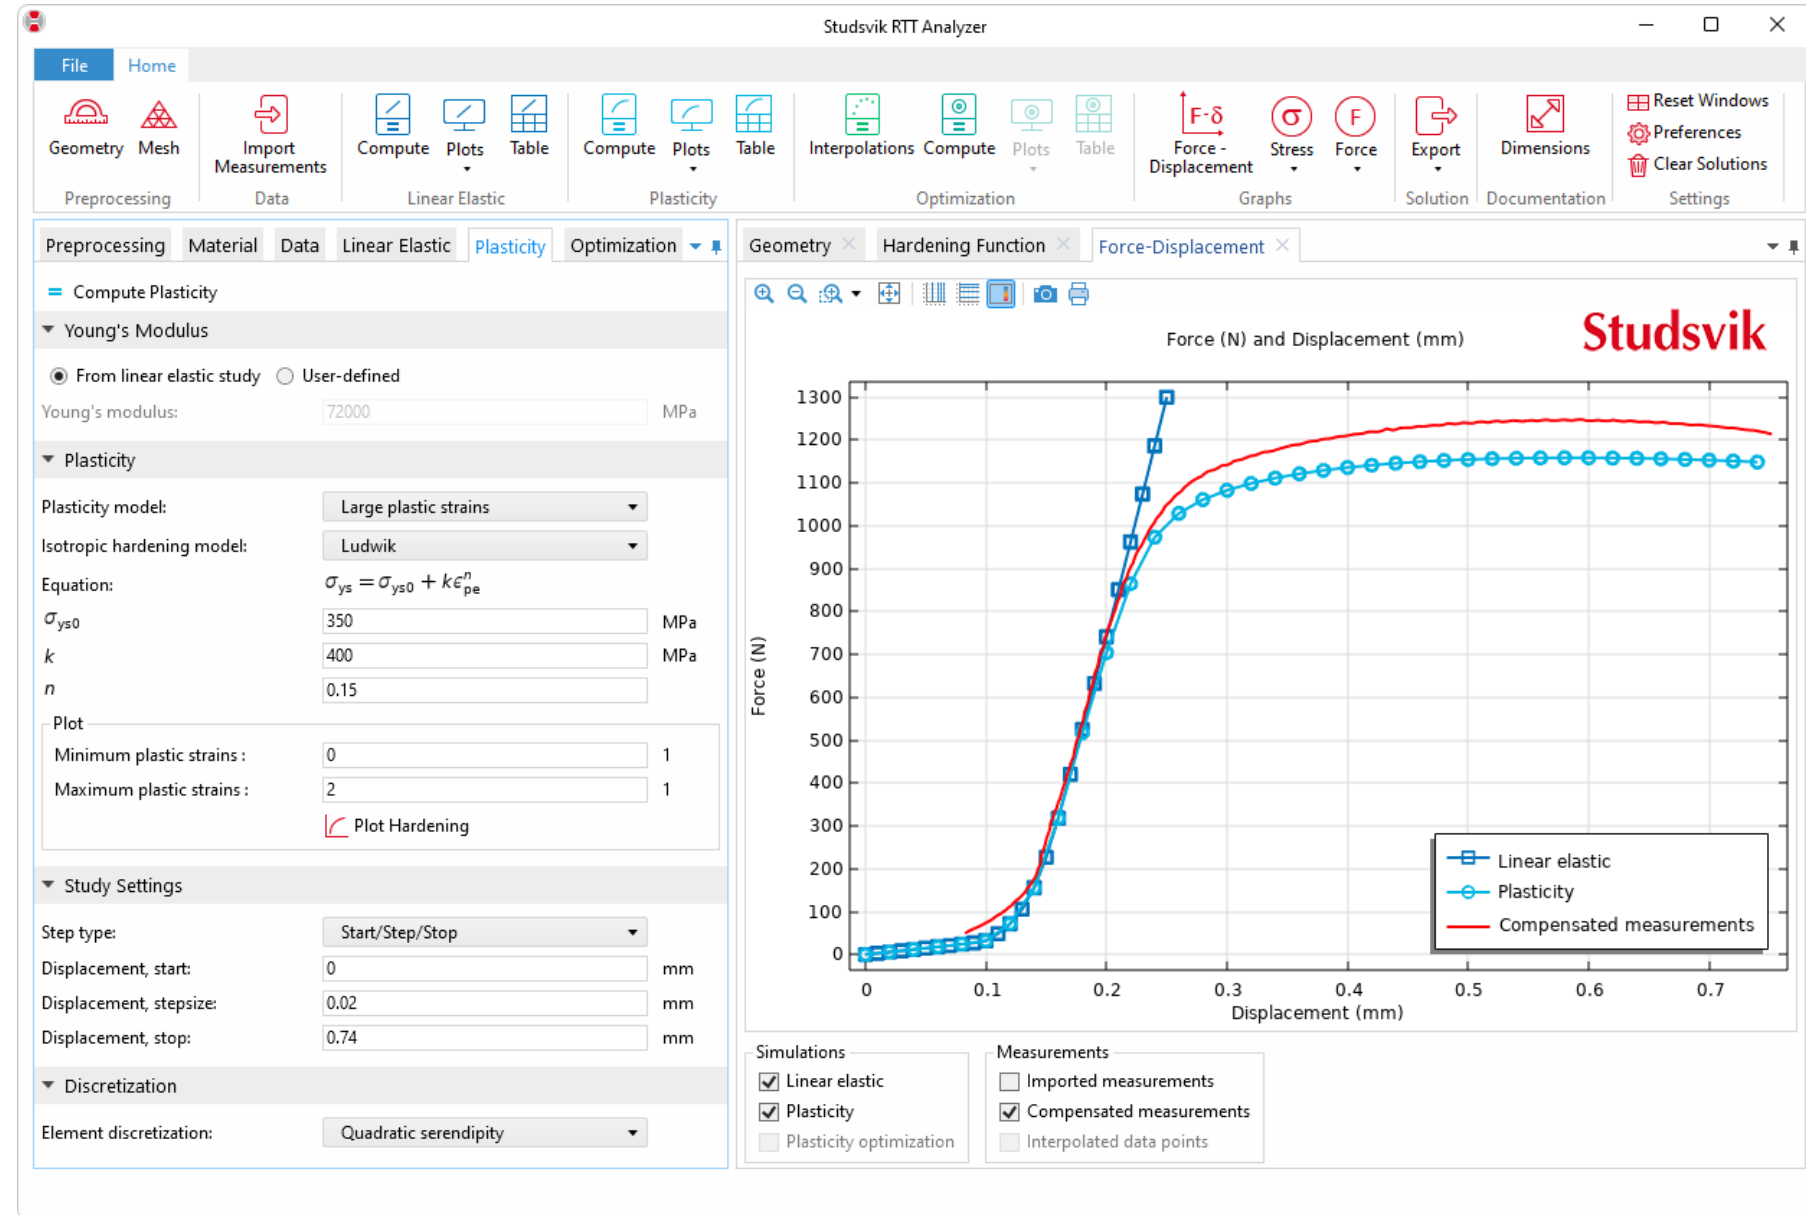 Studsvik RTT Analyzer
File Home
Geometry Mesh Import Measurements Compute Plots Table Compute Plots Table Interpolations Compute Plots Table F-δ Force - Displacement σ Stress F Force Export Dimensions
Reset Windows
Preferences
Clear Solutions
Preprocessing Data Linear Elastic Plasticity Optimization Graphs Solution Documentation Settings
Preprocessing Material Data Linear Elastic Plasticity Optimization
= Compute Plasticity
Young's Modulus
From linear elastic study User-defined
Young's modulus: 72000 MPa
Plasticity
Plasticity model: Large plastic strains
Isotropic hardening model: Ludwik
Equation: σys = σys0 + kϵpe^n
σys0 350 MPa
k 400 MPa
n 0.15
Plot
Minimum plastic strains : 0 1
Maximum plastic strains : 2 1
Plot Hardening
Study Settings
Step type: Start/Step/Stop
Displacement, start: 0 mm
Displacement, stepsize: 0.02 mm
Displacement, stop: 0.74 mm
Discretization
Element discretization: Quadratic serendipity
Geometry Hardening Function Force-Displacement
Studsvik
Force (N) and Displacement (mm)
1300
1200
1100
1000
900
800
700
600
500
400
300
200
100
0
Force (N)
Linear elastic
Plasticity
Compensated measurements
0 0.1 0.2 0.3 0.4 0.5 0.6 0.7
Displacement (mm)
Simulations
Linear elastic
Plasticity
Plasticity optimization
Measurements
Imported measurements
Compensated measurements
Interpolated data points